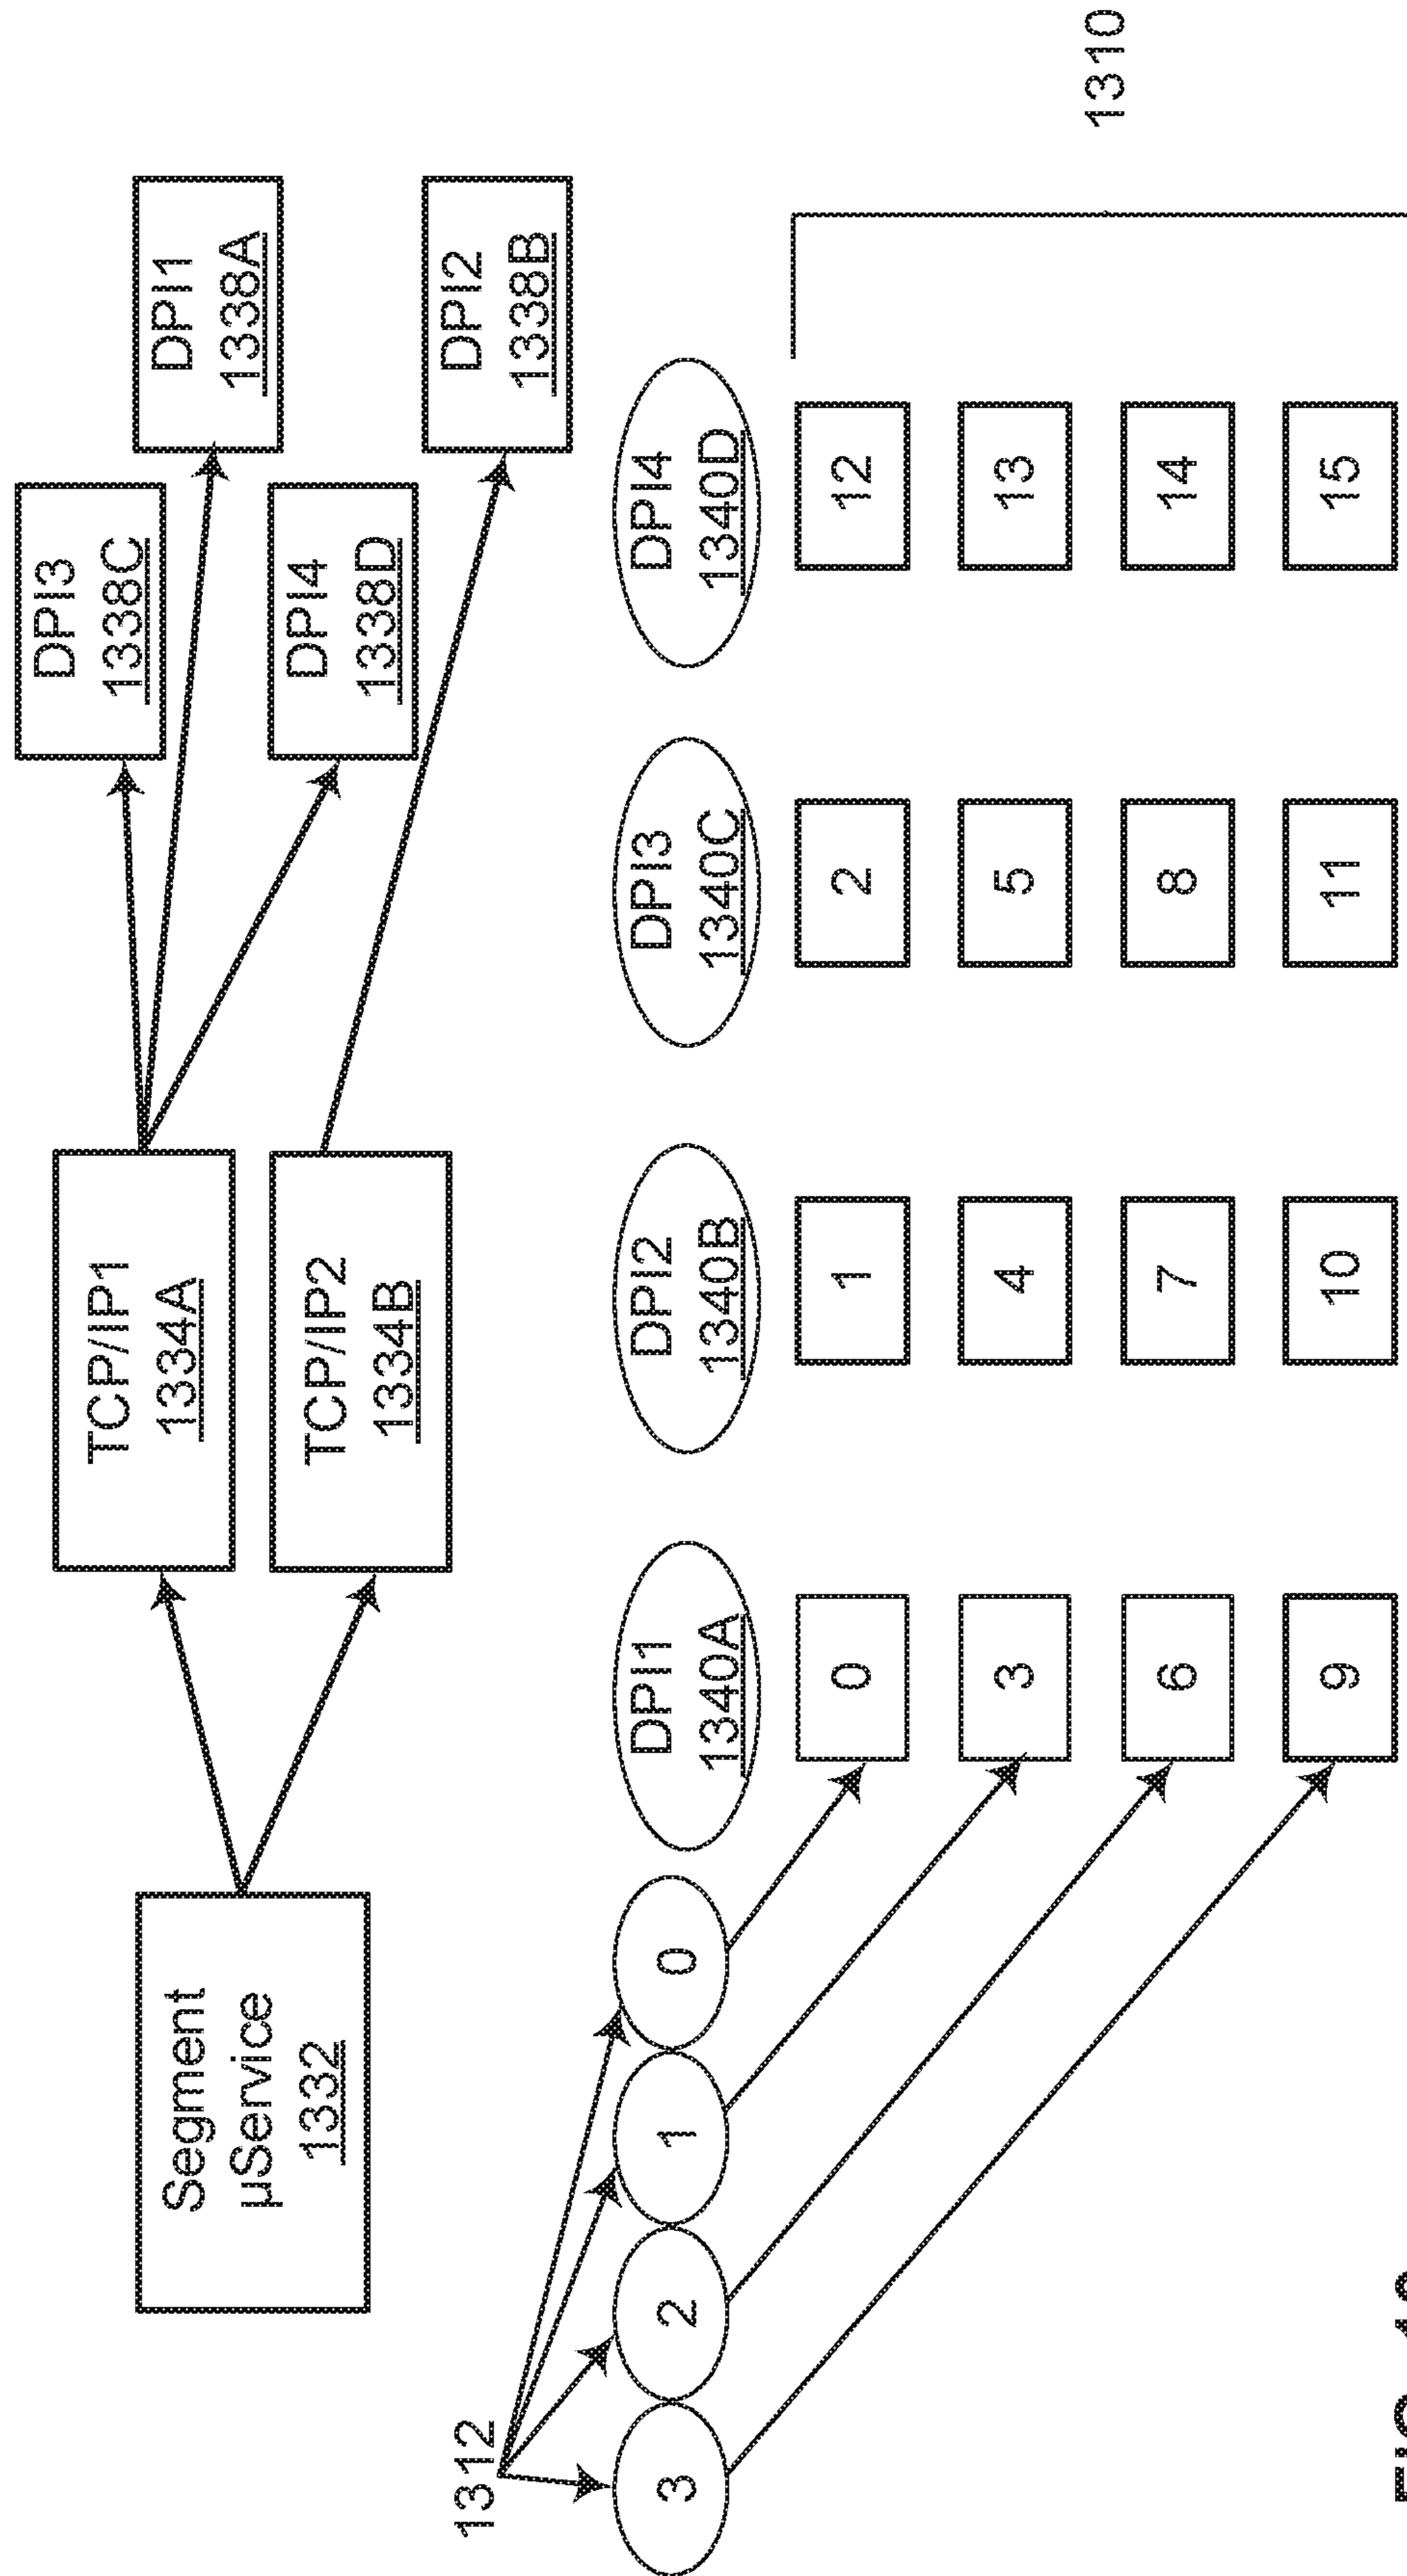 Segment
µService
1332
TCP/IP1
1334A
TCP/IP2
1334B
DPI3
1338C
DPI1
1338A
DPI4
1338D
DPI2
1338B
1312
3
2
1
0
DPI1
1340A
DPI2
1340B
DPI3
1340C
DPI4
1340D
0
1
2
12
3
4
5
13
6
7
8
14
9
10
11
15
1310